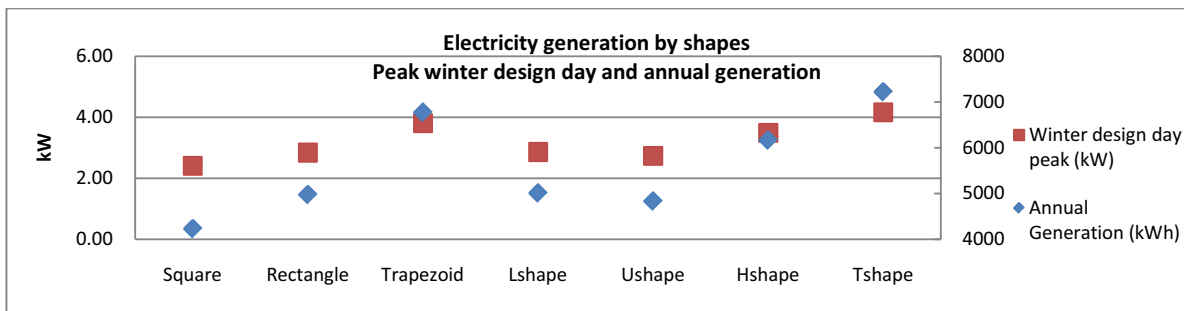 Electricity generation by shapes
Peak winter design day and annual generation
6.00
4.00
2.00
0.00
kW
8000
7000
6000
5000
4000
Square Rectangle Trapezoid Lshape Ushape Hshape Tshape
Winter design day
peak (kW)
Annual
Generation (kWh)